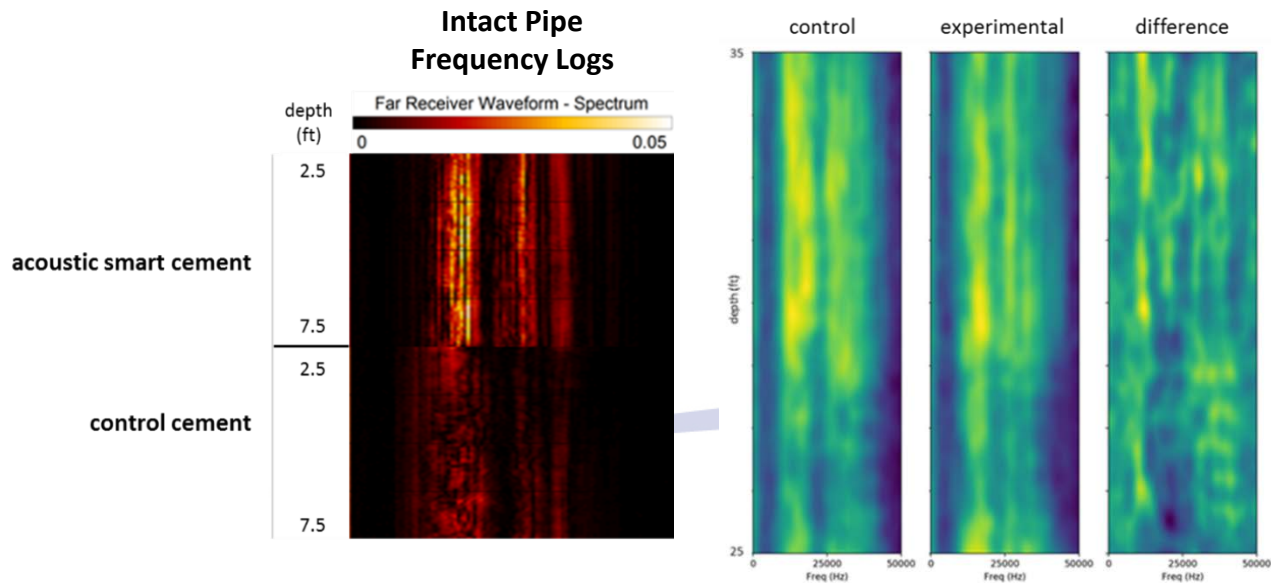 Intact Pipe
Frequency Logs
depth
(ft)
Far Receiver Waveform - Spectrum
0 0.05
2.5
acoustic smart cement
7.5
2.5
control cement
7.5
control experimental difference
35
depth (ft)
25
0 25000 50000 0 25000 50000 0 25000 50000
Freq (Hz) Freq (Hz) Freq (Hz)